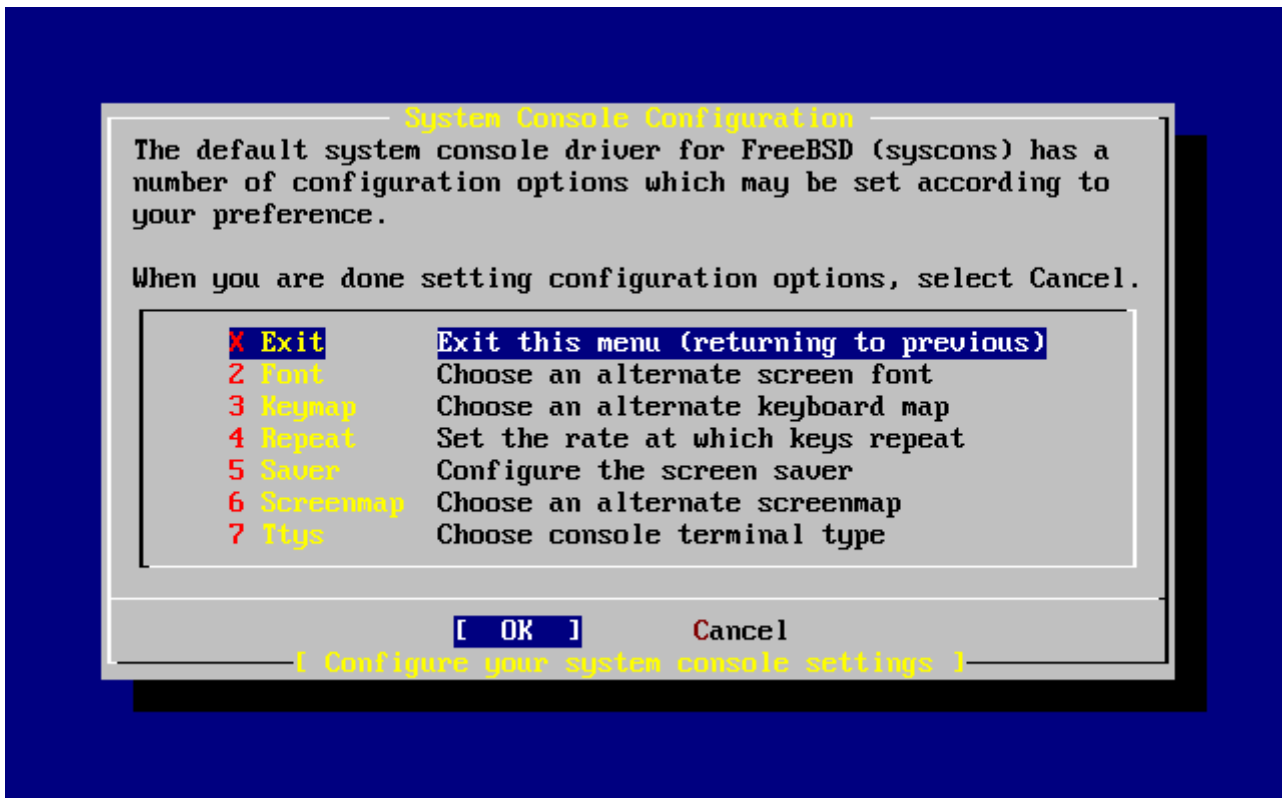 System Console Configuration
The default system console driver for FreeBSD (syscons) has a
number of configuration options which may be set according to
your preference.
When you are done setting configuration options, select Cancel.
X Exit Exit this menu (returning to previous)
2 Font Choose an alternate screen font
3 Keymap Choose an alternate keyboard map
4 Repeat Set the rate at which keys repeat
5 Saver Configure the screen saver
6 Screenmap Choose an alternate screenmap
7 Ttys Choose console terminal type
[ OK ] Cancel
[ Configure your system console settings ]